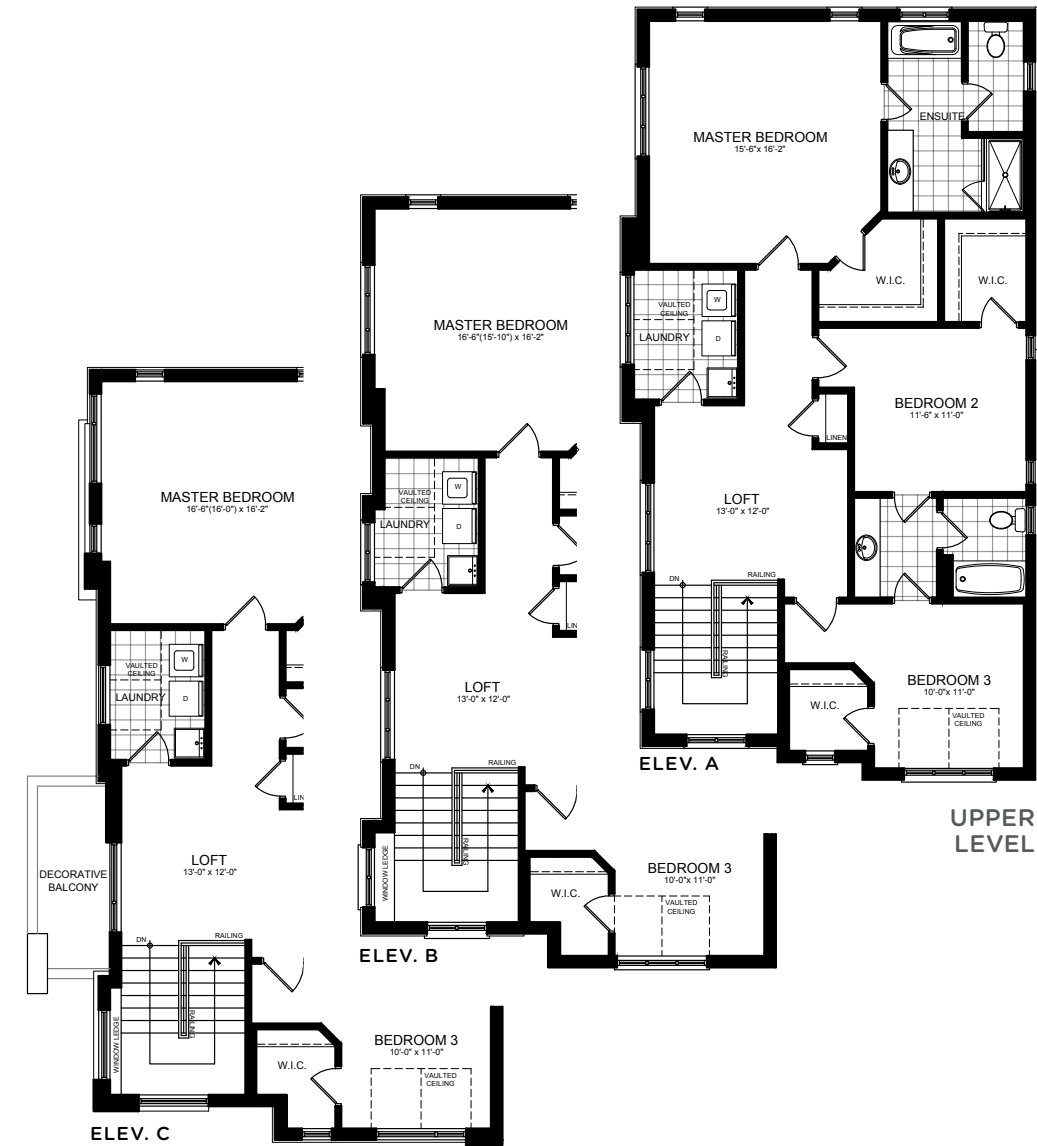 MASTER BEDROOM
15'-6"x 16'-2"
ENSUITE
W.I.C.
W.I.C.
VAULTED
CEILING
W
LAUNDRY
D
BEDROOM 2
11'-6" x 11'-0"
LINEN
LOFT
13'-0" x 12'-0"
DN
RAILING
RAILING
BEDROOM 3
10'-0"x 11'-0"
W.I.C.
VAULTED
CEILING
ELEV. A
UPPER
LEVEL
MASTER BEDROOM
16'-6"(15'-10") x 16'-2"
VAULTED
CEILING
W
LAUNDRY
D
LIN
LOFT
13'-0" x 12'-0"
DN
RAILING
RAILING
WINDOW LEDGE
BEDROOM 3
10'-0"x 11'-0"
W.I.C.
VAULTED
CEILING
ELEV. B
MASTER BEDROOM
16'-6"(16'-0") x 16'-2"
VAULTED
CEILING
W
LAUNDRY
D
LIN
LOFT
13'-0" x 12'-0"
DECORATIVE
BALCONY
DN
RAILING
RAILING
WINDOW LEDGE
BEDROOM 3
10'-0" x 11'-0"
W.I.C.
VAULTED
CEILING
ELEV. C